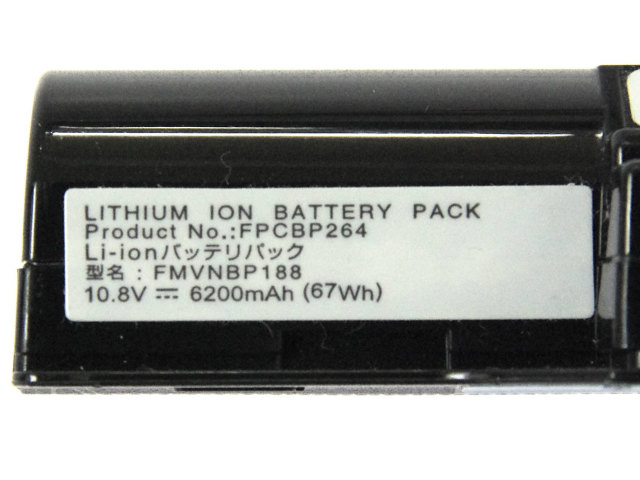 LITHIUM ION BATTERY PACK
Product No.:FPCBP264
Li-ionバッテリパック
型名 : FMVNBP188
10.8V ⎓ 6200mAh (67Wh)